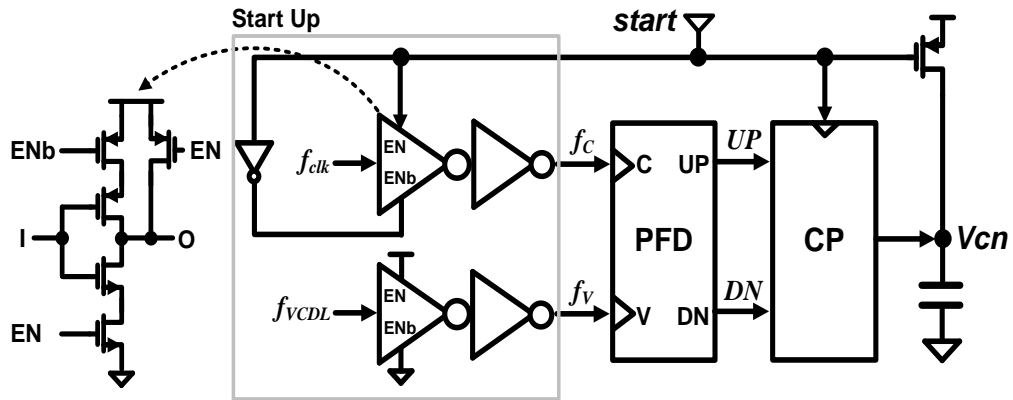 Start Up
start
ENb
EN
I
O
EN
f_clk
EN
ENb
f_C
C
UP
UP
PFD
CP
Vcn
f_VCDL
EN
ENb
f_V
V
DN
DN